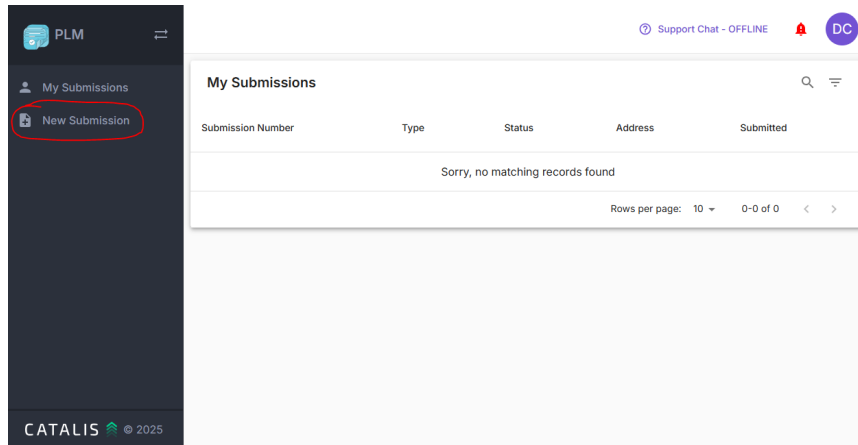 PLM
Support Chat - OFFLINE
DC
My Submissions
New Submission
My Submissions
Submission Number Type Status Address Submitted
Sorry, no matching records found
Rows per page: 10 0-0 of 0
CATALIS © 2025